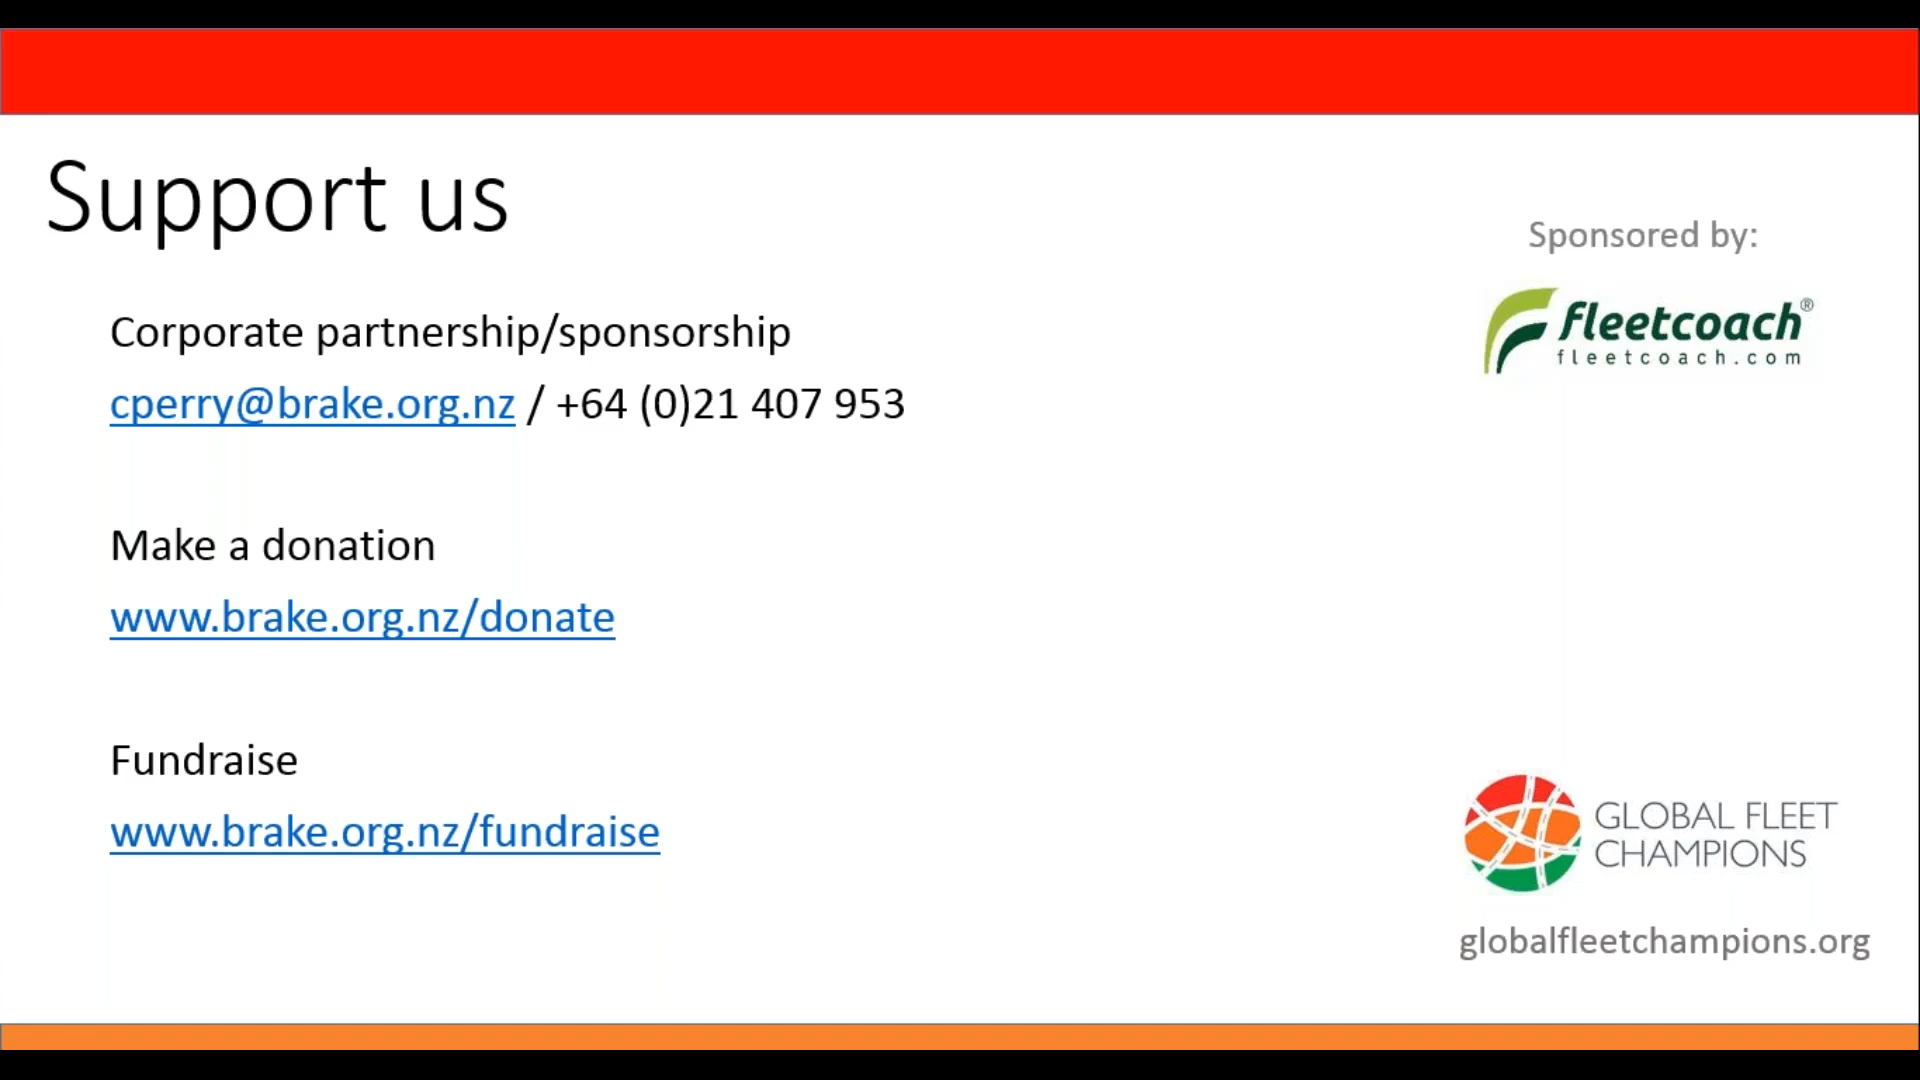 Support us
Corporate partnership/sponsorship
cperry@brake.org.nz / +64 (0)21 407 953
Make a donation
www.brake.org.nz/donate
Fundraise
www.brake.org.nz/fundraise
Sponsored by:
fleetcoach®
fleetcoach.com
GLOBAL FLEET
CHAMPIONS
globalfleetchampions.org